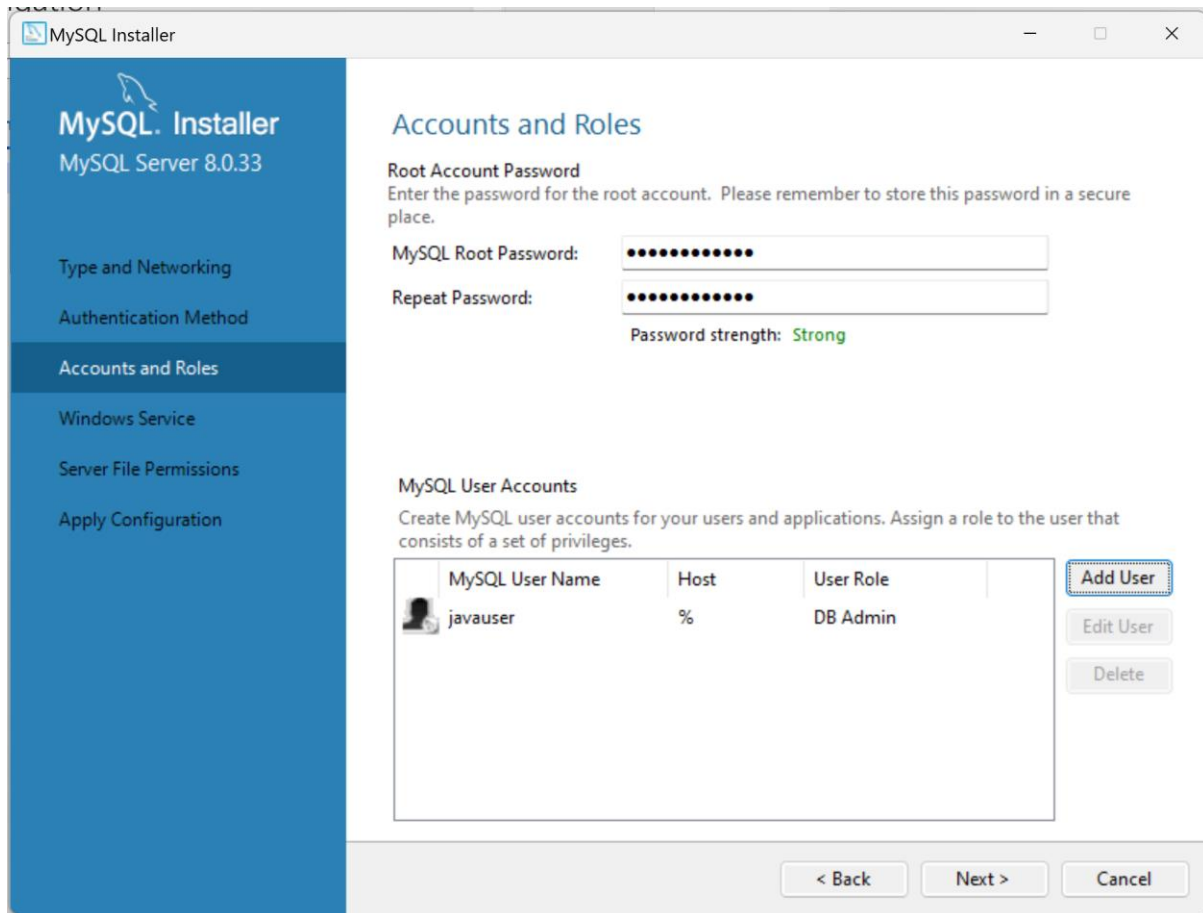 MySQL Installer
MySQL. Installer
MySQL Server 8.0.33
Type and Networking
Authentication Method
Accounts and Roles
Windows Service
Server File Permissions
Apply Configuration
Accounts and Roles
Root Account Password
Enter the password for the root account. Please remember to store this password in a secure
place.
MySQL Root Password: ●●●●●●●●●●●●
Repeat Password: ●●●●●●●●●●●●
Password strength: Strong
MySQL User Accounts
Create MySQL user accounts for your users and applications. Assign a role to the user that
consists of a set of privileges.
MySQL User Name Host User Role
javauser % DB Admin
Add User
Edit User
Delete
< Back Next > Cancel